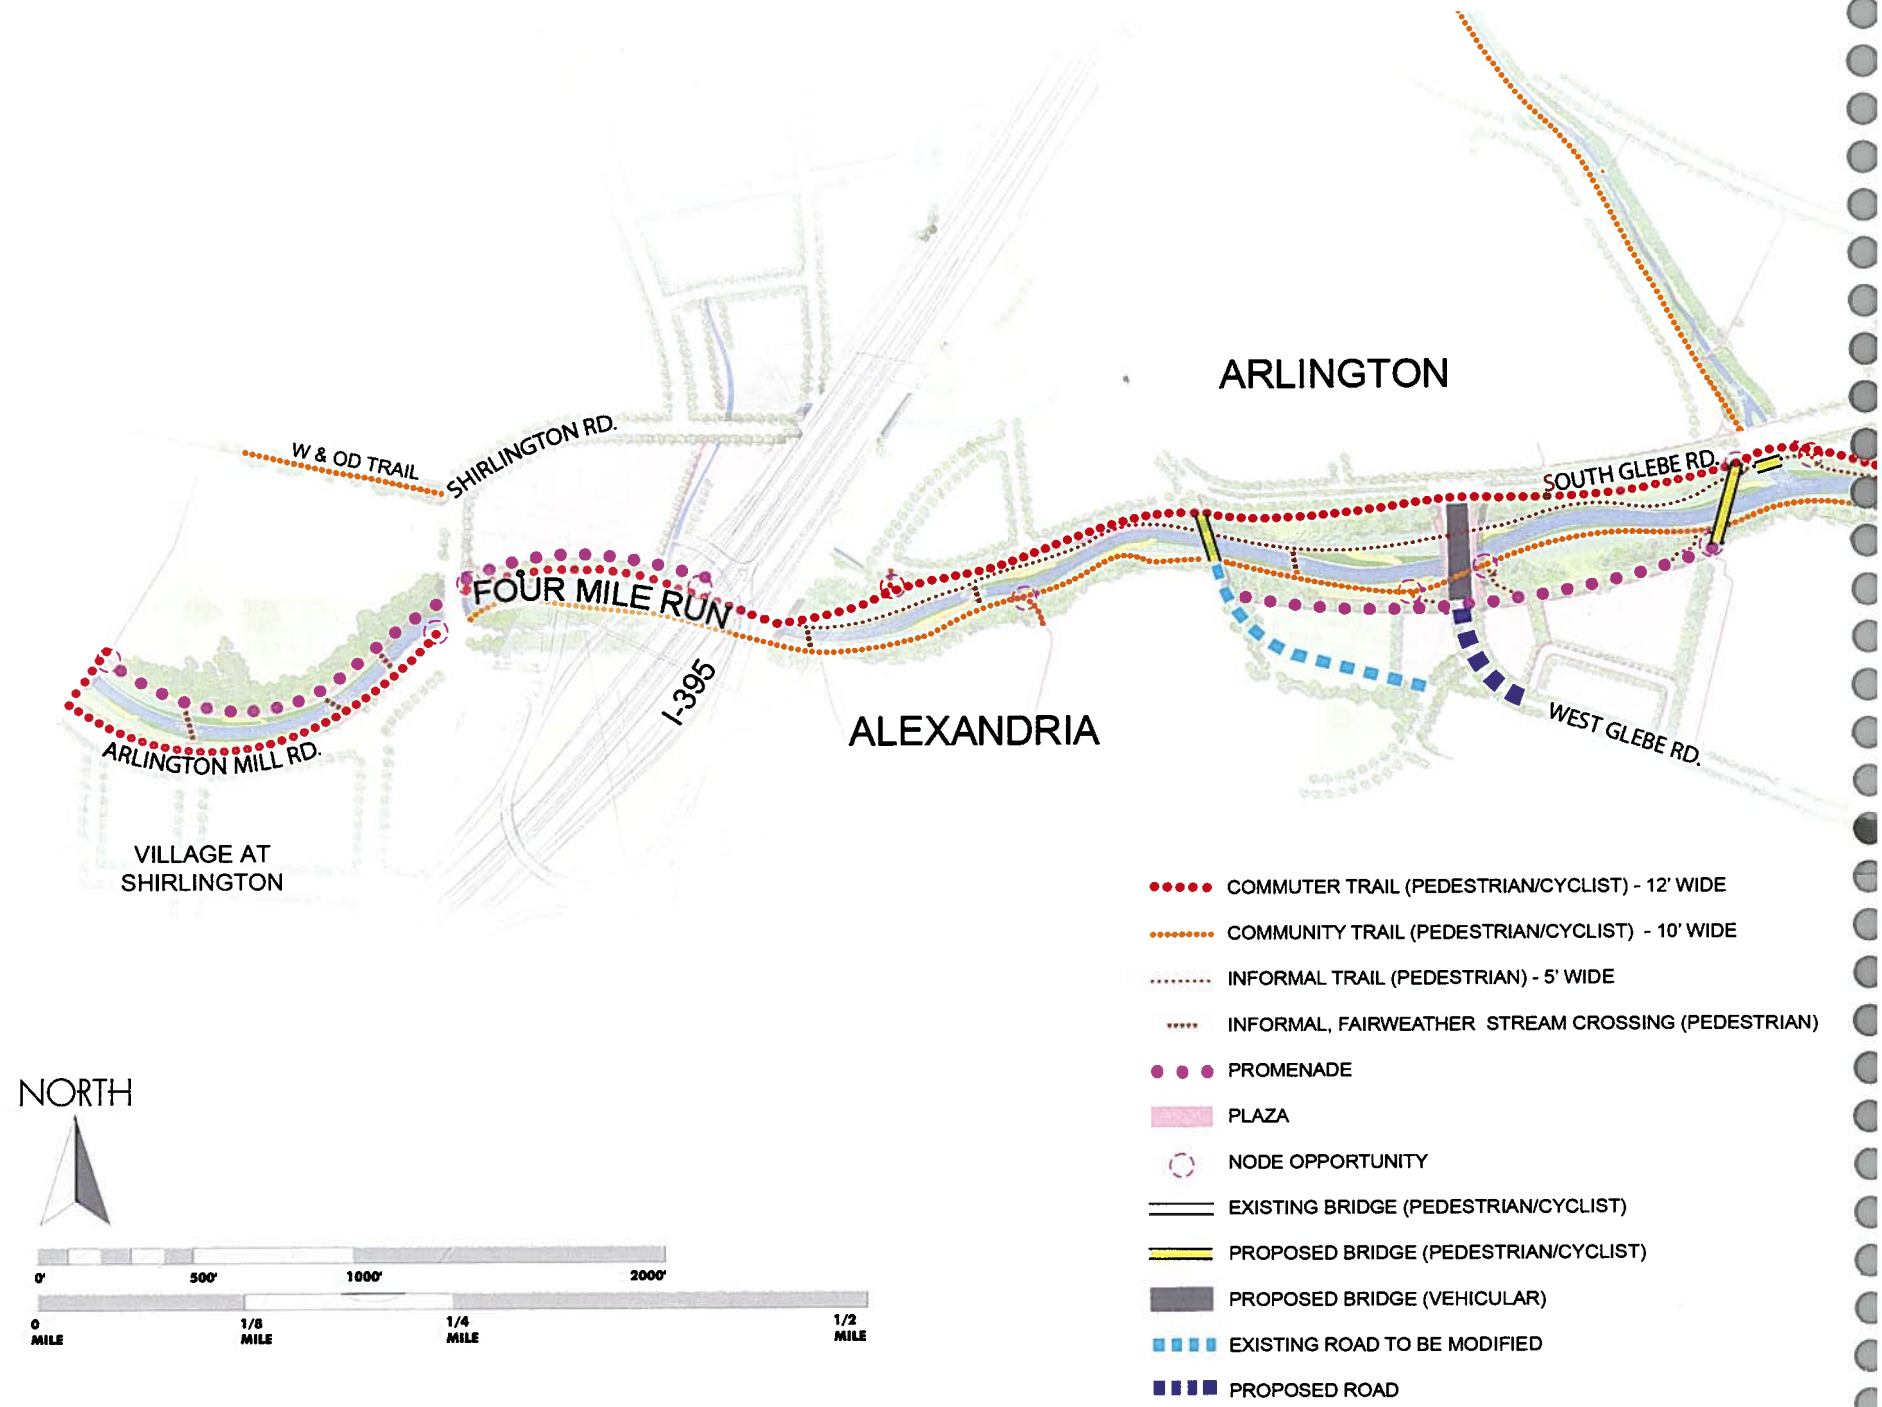 ARLINGTON
W & OD TRAIL
SHIRLINGTON RD.
SOUTH GLEBE RD.
FOUR MILE RUN
I-395
ALEXANDRIA
WEST GLEBE RD.
ARLINGTON MILL RD.
VILLAGE AT
SHIRLINGTON
COMMUTER TRAIL (PEDESTRIAN/CYCLIST) - 12' WIDE
COMMUNITY TRAIL (PEDESTRIAN/CYCLIST) - 10' WIDE
INFORMAL TRAIL (PEDESTRIAN) - 5' WIDE
INFORMAL, FAIRWEATHER STREAM CROSSING (PEDESTRIAN)
PROMENADE
PLAZA
NODE OPPORTUNITY
EXISTING BRIDGE (PEDESTRIAN/CYCLIST)
PROPOSED BRIDGE (PEDESTRIAN/CYCLIST)
PROPOSED BRIDGE (VEHICULAR)
EXISTING ROAD TO BE MODIFIED
PROPOSED ROAD
NORTH
0' 500' 1000' 2000'
0 1/8 1/4 1/2
MILE MILE MILE MILE